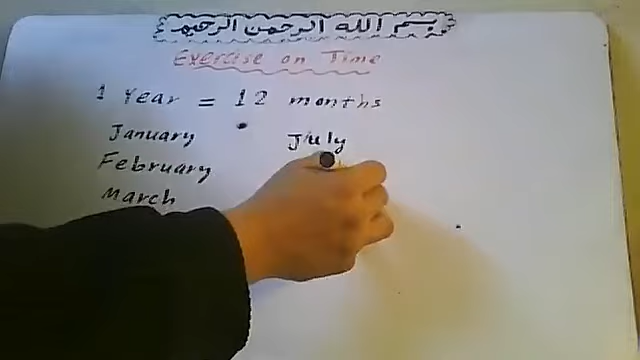 بسم الله الرحمن الرحيم
Exercise on Time
1 Year = 12 months
January July
February
March